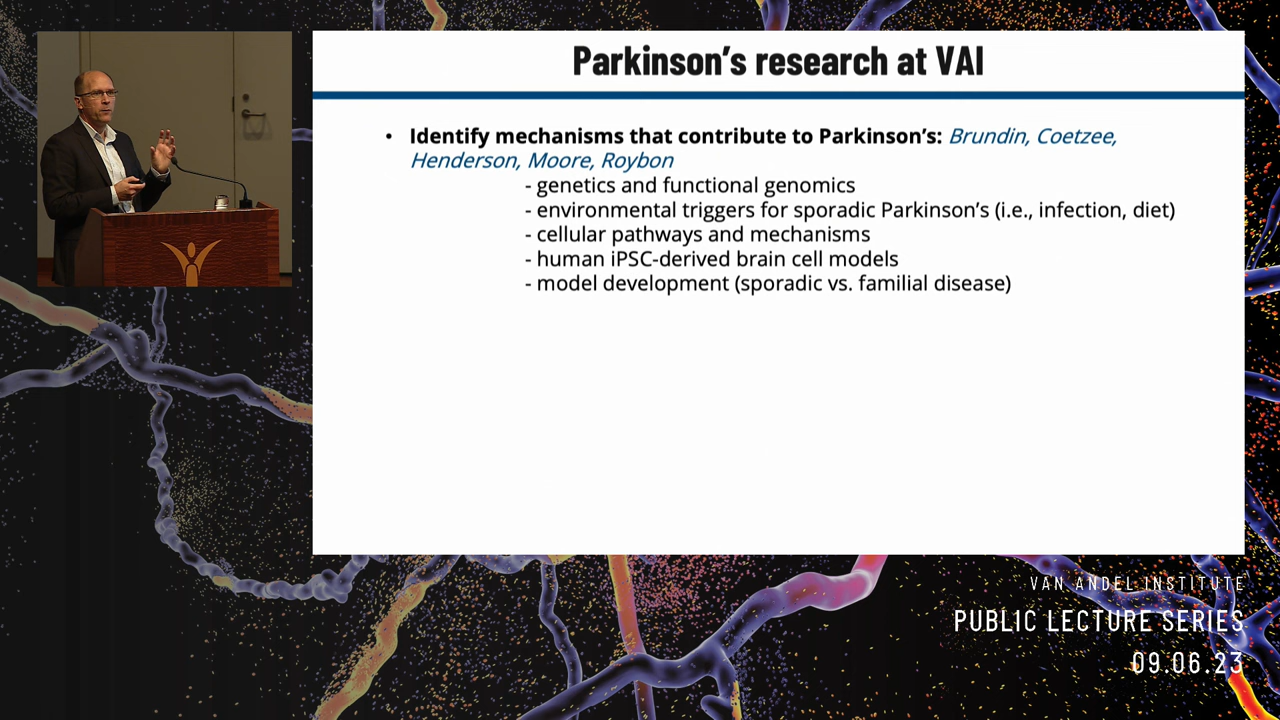 Parkinson's research at VAI
• Identify mechanisms that contribute to Parkinson's: Brundin, Coetzee,
Henderson, Moore, Roybon
- genetics and functional genomics
- environmental triggers for sporadic Parkinson's (i.e., infection, diet)
- cellular pathways and mechanisms
- human iPSC-derived brain cell models
- model development (sporadic vs. familial disease)
VAN ANDEL INSTITUTE
PUBLIC LECTURE SERIES
09.06.23